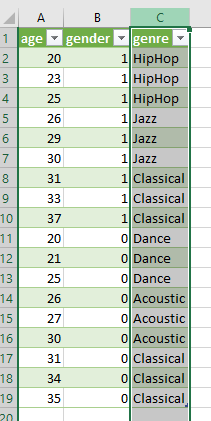 A B C
1 age gender genre
2 20 1 HipHop
3 23 1 HipHop
4 25 1 HipHop
5 26 1 Jazz
6 29 1 Jazz
7 30 1 Jazz
8 31 1 Classical
9 33 1 Classical
10 37 1 Classical
11 20 0 Dance
12 21 0 Dance
13 25 0 Dance
14 26 0 Acoustic
15 27 0 Acoustic
16 30 0 Acoustic
17 31 0 Classical
18 34 0 Classical
19 35 0 Classical
20